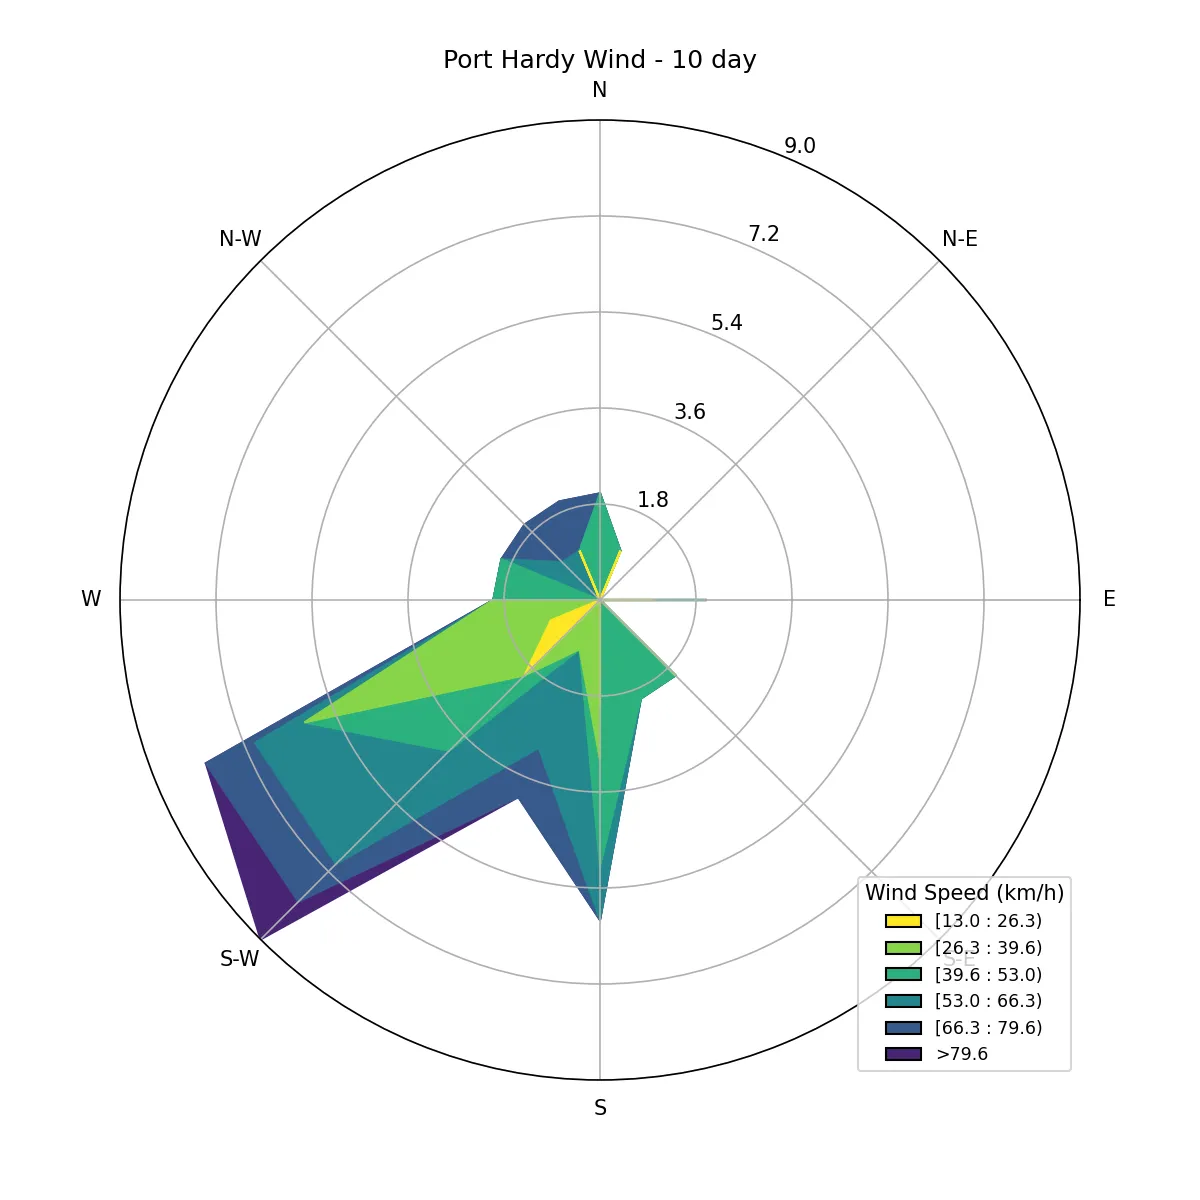 Port Hardy Wind - 10 day
N
9.0
7.2
N-W
N-E
5.4
3.6
1.8
W
E
Wind Speed (km/h)
[13.0 : 26.3)
[26.3 : 39.6)
S-W
S-E
[39.6 : 53.0)
[53.0 : 66.3)
[66.3 : 79.6)
>79.6
S